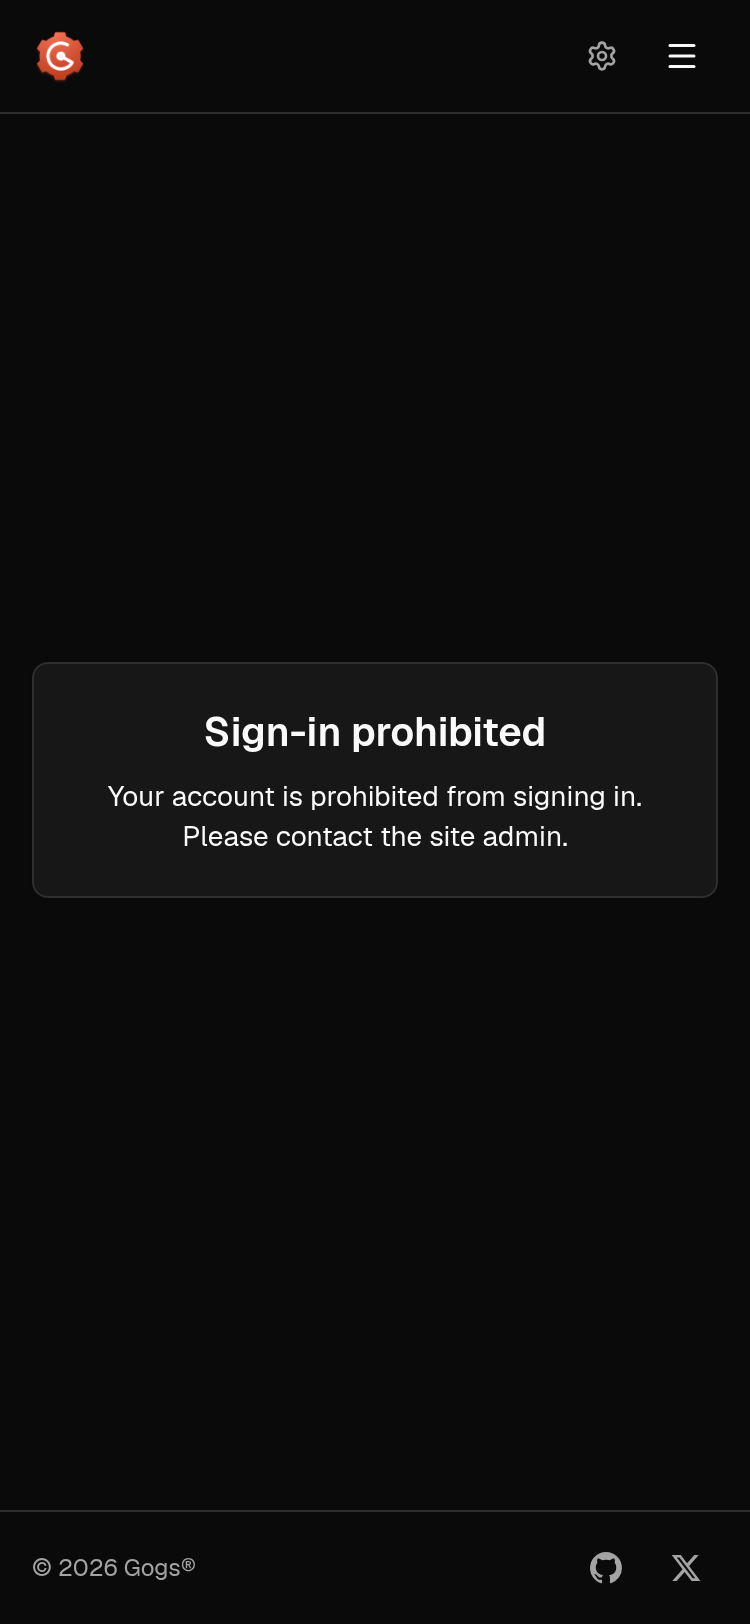 Sign-in prohibited
Your account is prohibited from signing in.
Please contact the site admin.
© 2026 Gogs®